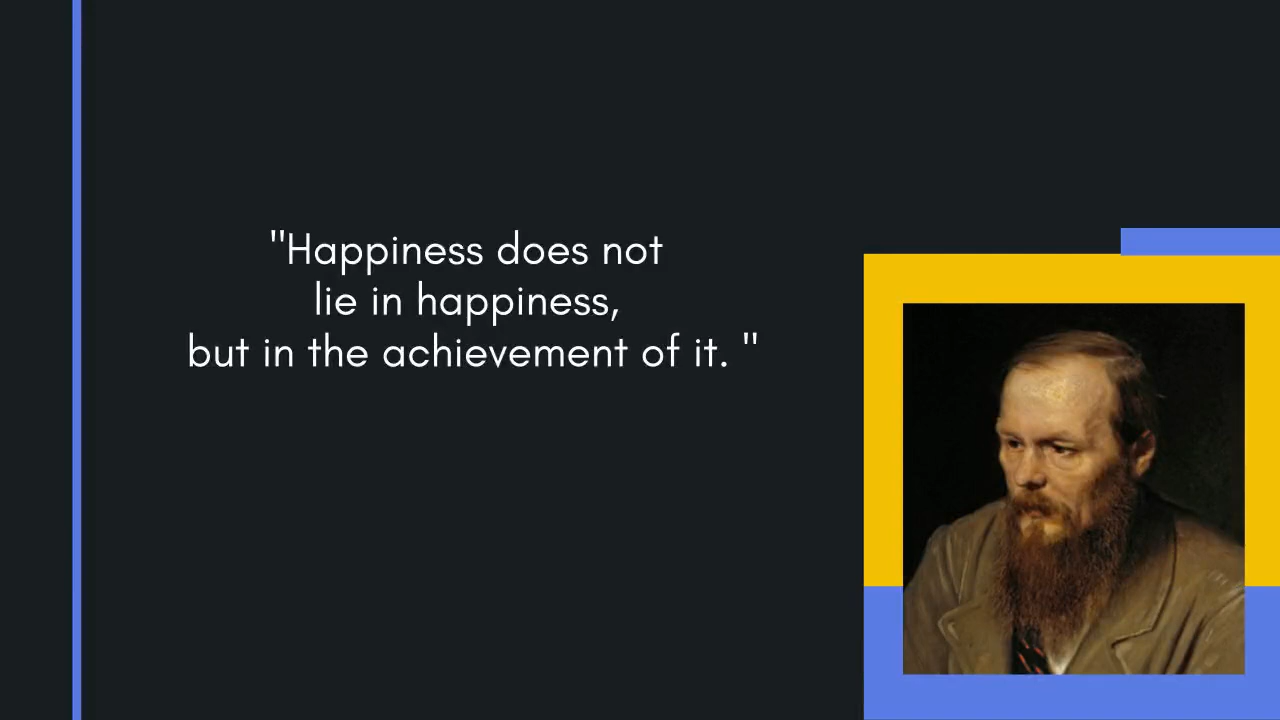 "Happiness does not
lie in happiness,
but in the achievement of it. "